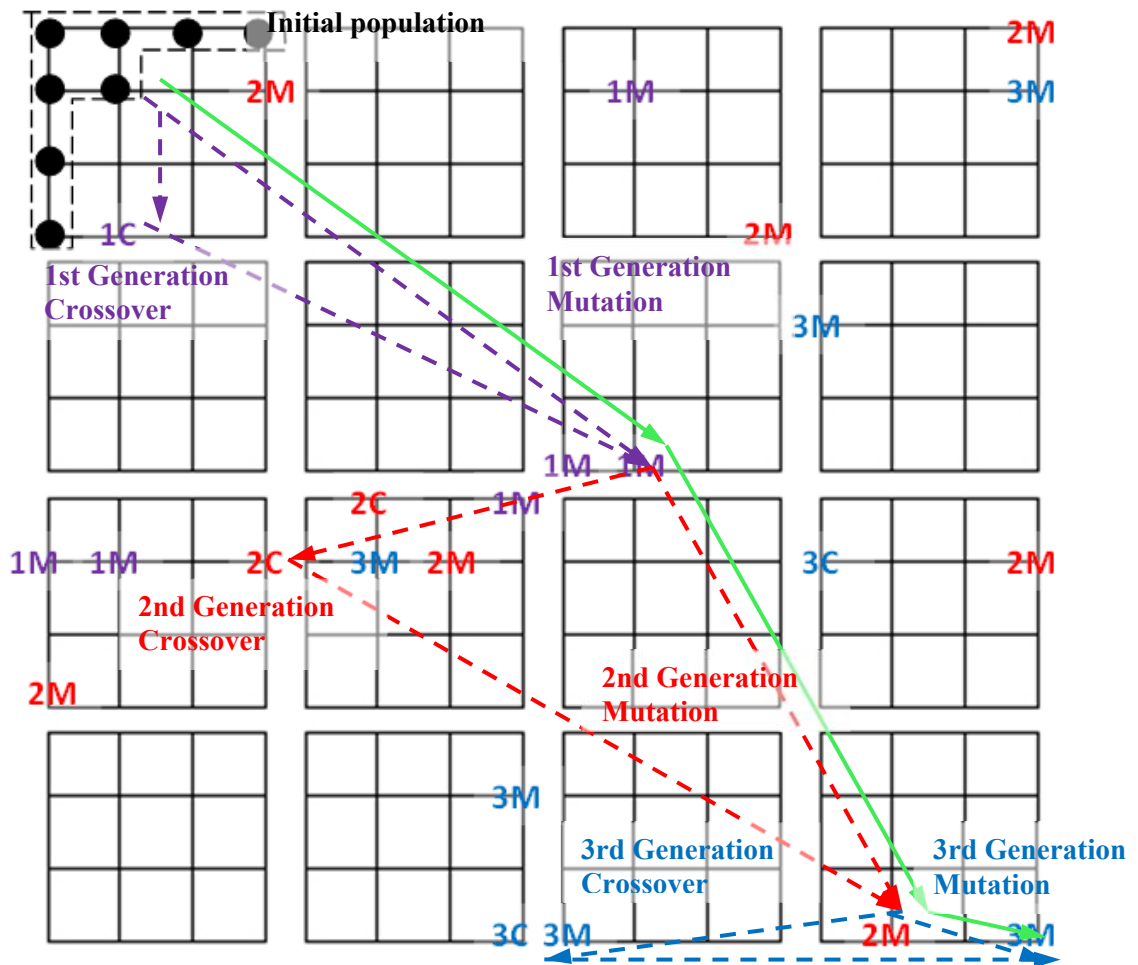 Initial population
2M
2M
1M
3M
1C
2M
1st Generation
Crossover
1st Generation
Mutation
3M
1M 1M
2C 1M
1M 1M 2C 3M 2M 3C 2M
2nd Generation
Crossover
2M
2nd Generation
Mutation
3M
3rd Generation
Crossover
3rd Generation
Mutation
3C 3M 2M 3M